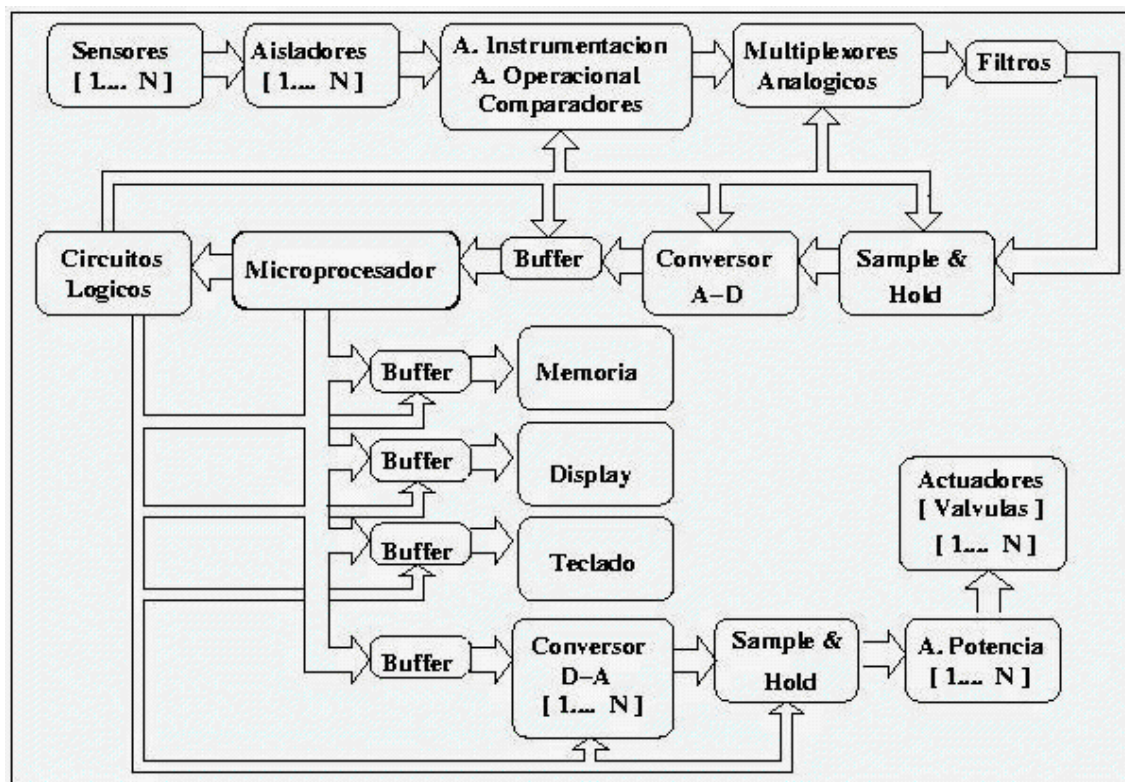 Sensores
[ 1.... N ]
Aisladores
[ 1.... N ]
A. Instrumentacion
A. Operacional
Comparadores
Multiplexores
Analogicos
Filtros
Circuitos
Logicos
Microprocesador
Buffer
Conversor
A-D
Sample &
Hold
Buffer
Memoria
Buffer
Display
Buffer
Teclado
Buffer
Conversor
D-A
[ 1.... N ]
Sample &
Hold
A. Potencia
[ 1.... N ]
Actuadores
[ Valvulas ]
[ 1.... N ]